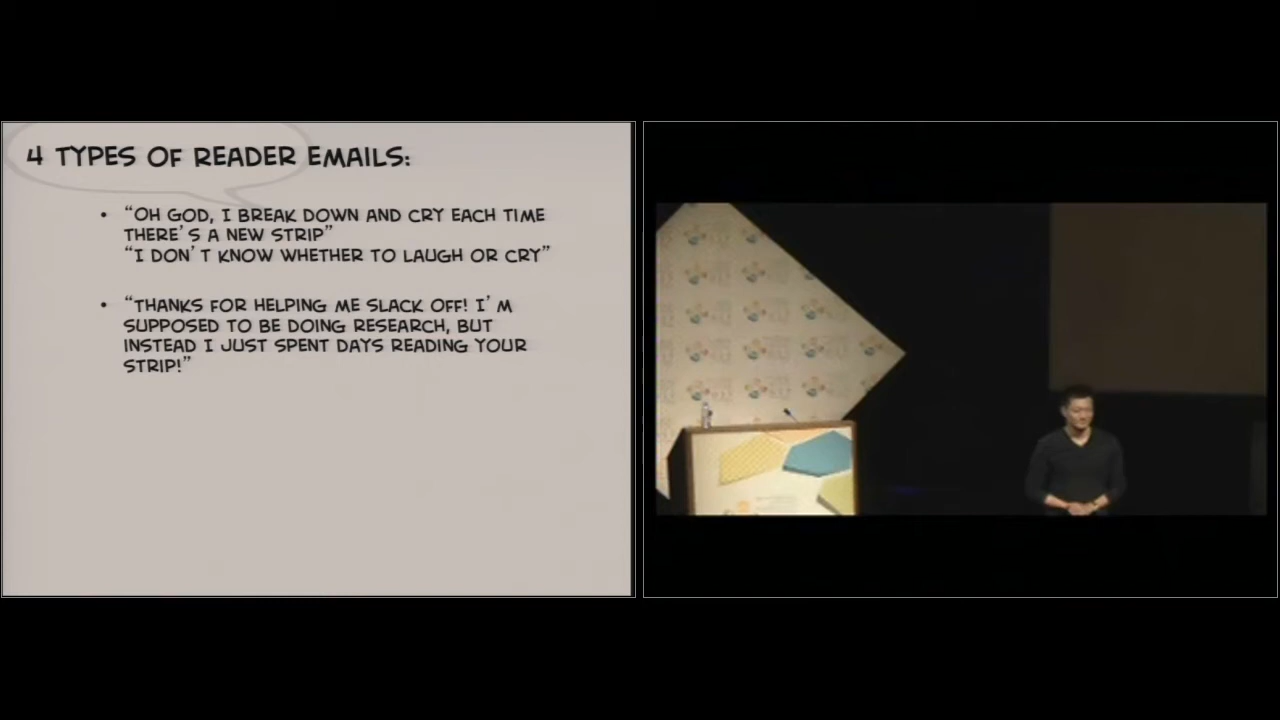 4 TYPES OF READER EMAILS:
• “OH GOD, I BREAK DOWN AND CRY EACH TIME
THERE’S A NEW STRIP”
“I DON’T KNOW WHETHER TO LAUGH OR CRY”
• “THANKS FOR HELPING ME SLACK OFF! I’M
SUPPOSED TO BE DOING RESEARCH, BUT
INSTEAD I JUST SPENT DAYS READING YOUR
STRIP!”